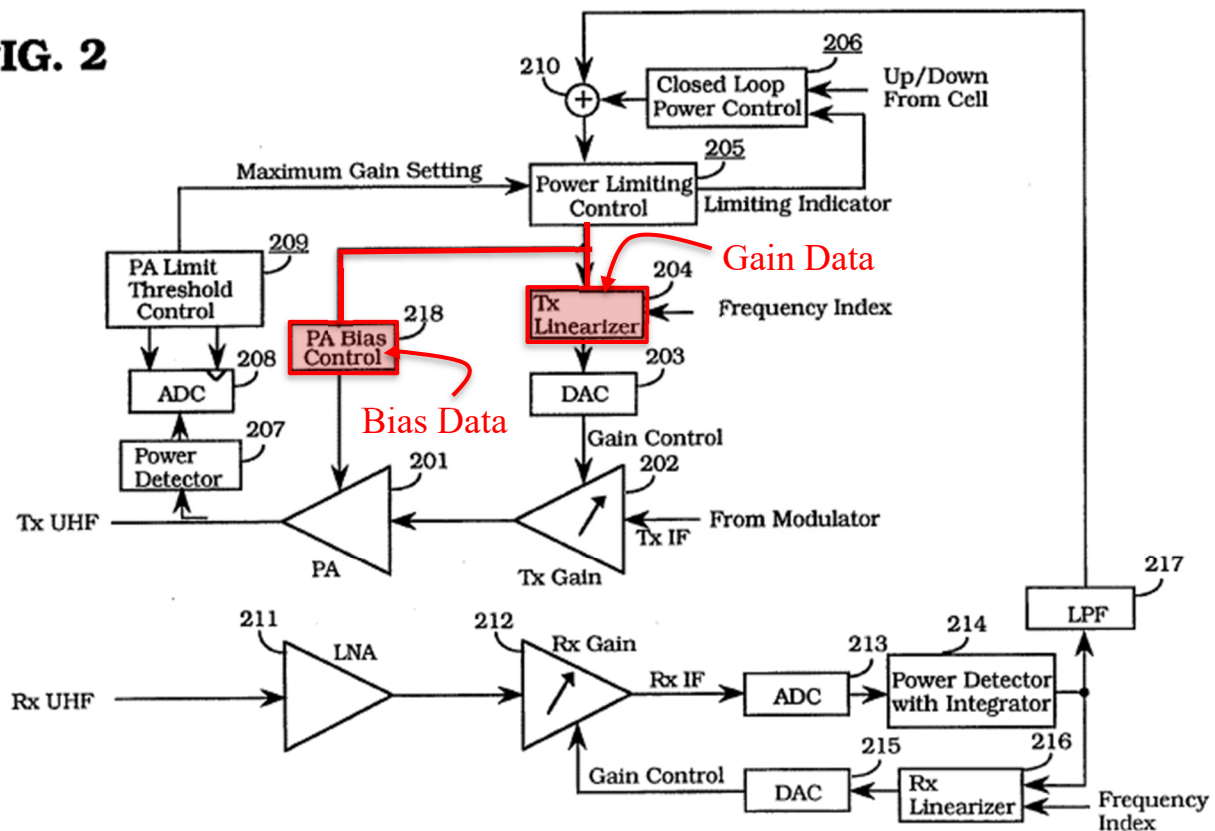 IG. 2
206
210
+
Closed Loop
Power Control
Up/Down
From Cell
205
Maximum Gain Setting
Power Limiting
Control
Limiting Indicator
209
PA Limit
Threshold
Control
Gain Data
204
Tx
Linearizer
Frequency Index
218
PA Bias
Control
208
ADC
203
DAC
Bias Data
207
Power
Detector
Gain Control
201
202
Tx UHF
From Modulator
Tx IF
PA
Tx Gain
217
LPF
211
LNA
212
Rx Gain
213
214
Rx UHF
Rx IF
ADC
Power Detector
with Integrator
215
216
Gain Control
DAC
Rx
Linearizer
Frequency
Index